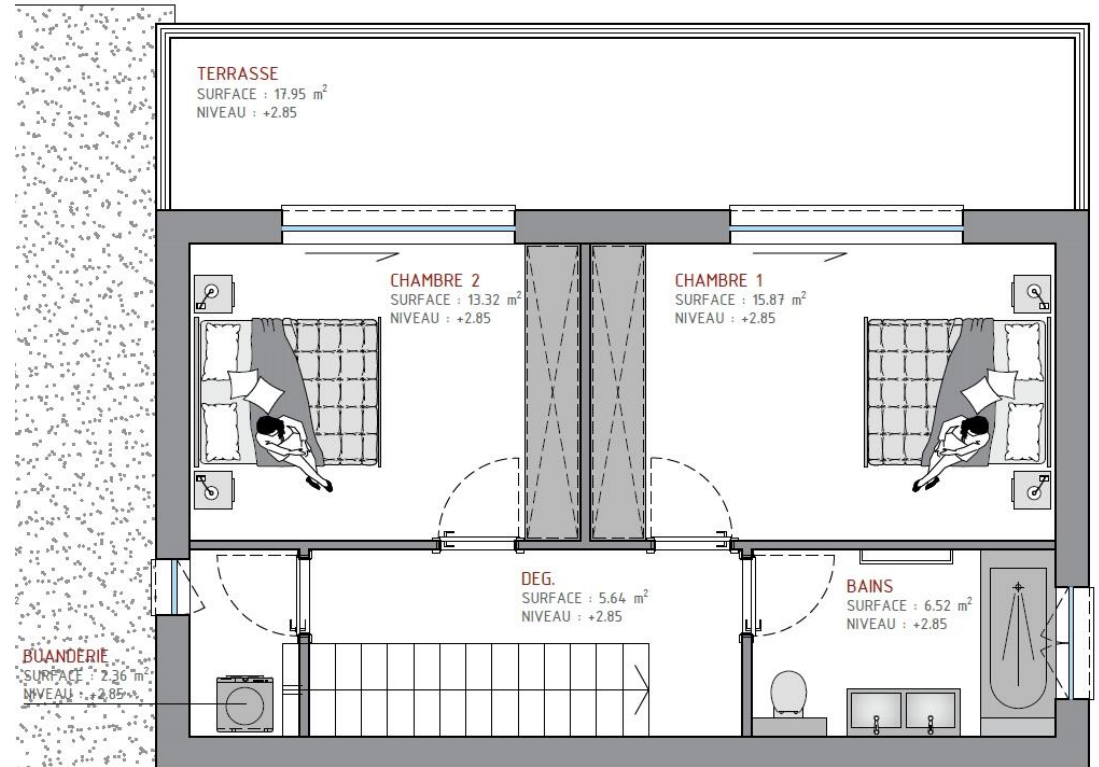 TERRASSE
SURFACE : 17.95 m²
NIVEAU : +2.85
CHAMBRE 2
SURFACE : 13.32 m²
NIVEAU : +2.85
CHAMBRE 1
SURFACE : 15.87 m²
NIVEAU : +2.85
DEG.
SURFACE : 5.64 m²
NIVEAU : +2.85
BAINS
SURFACE : 6.52 m²
NIVEAU : +2.85
BUANDERIE
SURFACE : 2.36 m²
NIVEAU : +2.85